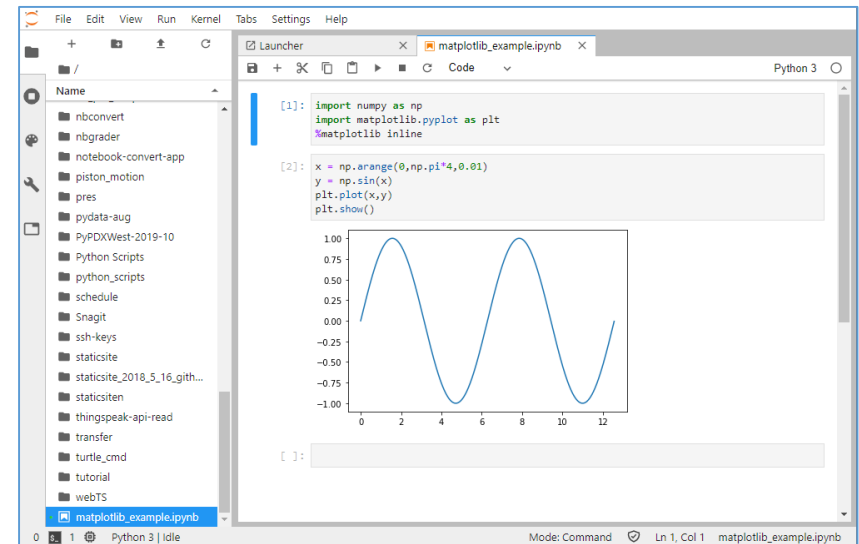 File Edit View Run Kernel Tabs Settings Help
Launcher
matplotlib_example.ipynb
Code
Python 3
/
Name
nbconvert
nbgrader
notebook-convert-app
piston_motion
pres
pydata-aug
PyPDXWest-2019-10
Python Scripts
python_scripts
schedule
Snagit
ssh-keys
staticsite
staticsite_2018_5_16_gith...
staticsiten
thingspeak-api-read
transfer
turtle_cmd
tutorial
webTS
matplotlib_example.ipynb
[1]: import numpy as np
import matplotlib.pyplot as plt
%matplotlib inline
[2]: x = np.arange(0,np.pi*4,0.01)
y = np.sin(x)
plt.plot(x,y)
plt.show()
1.00
0.75
0.50
0.25
0.00
−0.25
−0.50
−0.75
−1.00
0 2 4 6 8 10 12
[ ]:
0 $_ 1 Python 3 | Idle Mode: Command Ln 1, Col 1 matplotlib_example.ipynb